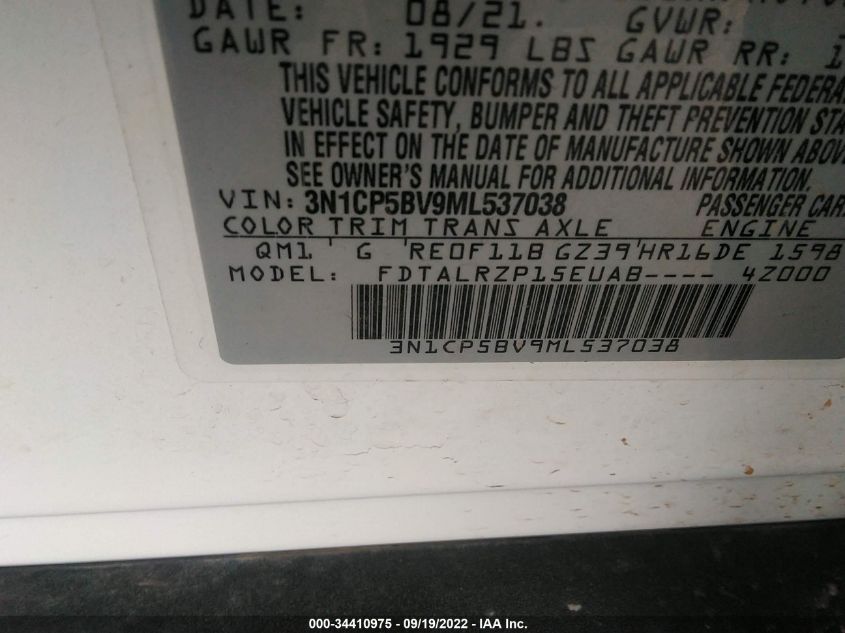 DATE: 08/21. GVWR:
GAWR FR: 1929 LBS GAWR RR: 1
THIS VEHICLE CONFORMS TO ALL APPLICABLE FEDERA
VEHICLE SAFETY, BUMPER AND THEFT PREVENTION STA
IN EFFECT ON THE DATE OF MANUFACTURE SHOWN ABOV
SEE OWNER'S MANUAL FOR ADDITIONAL INFORMATION.
VIN: 3N1CP5BV9ML537038 PASSENGER CAR
COLOR TRIM TRANS AXLE ENGINE
QM1 G RE0F11B GZ39 HR16DE 1598
MODEL: FDTALRZP15EUAB---- 4Z000
3N1CP5BV9ML537038
000-34410975 - 09/19/2022 - IAA Inc.